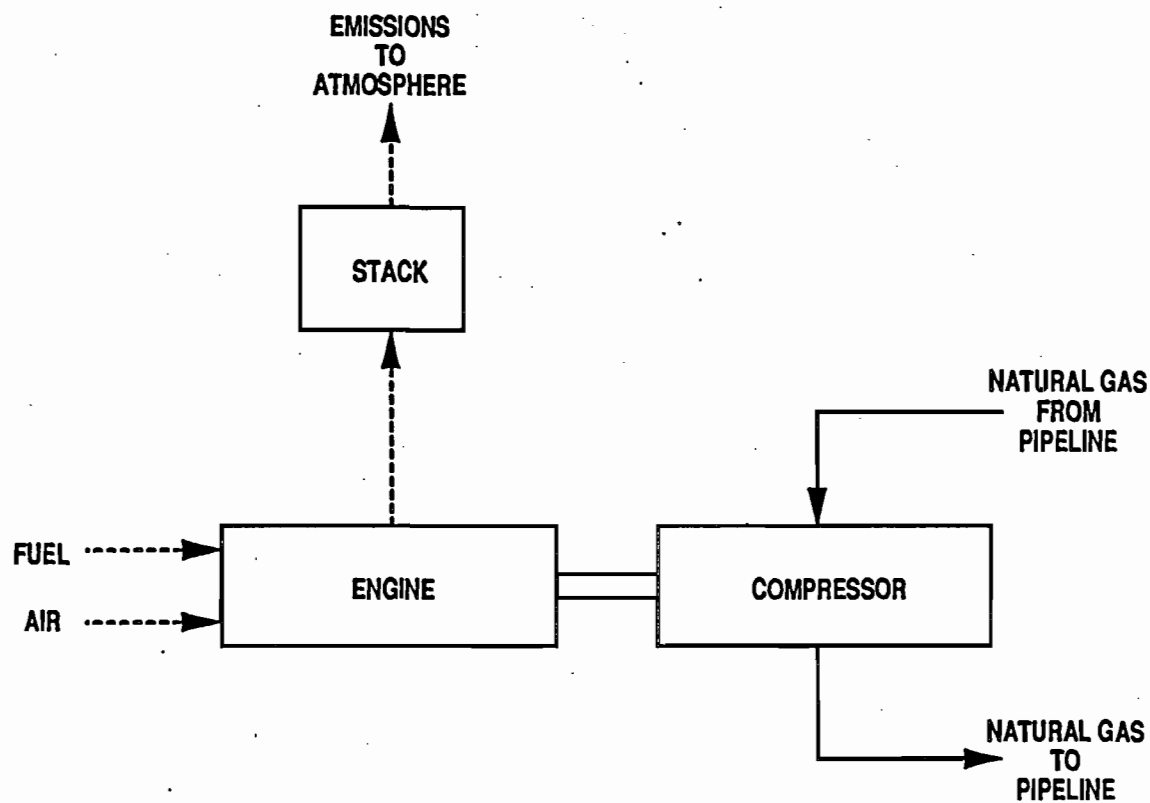 EMISSIONS
TO
ATMOSPHERE
STACK
NATURAL GAS
FROM
PIPELINE
FUEL
AIR
ENGINE
COMPRESSOR
NATURAL GAS
TO
PIPELINE